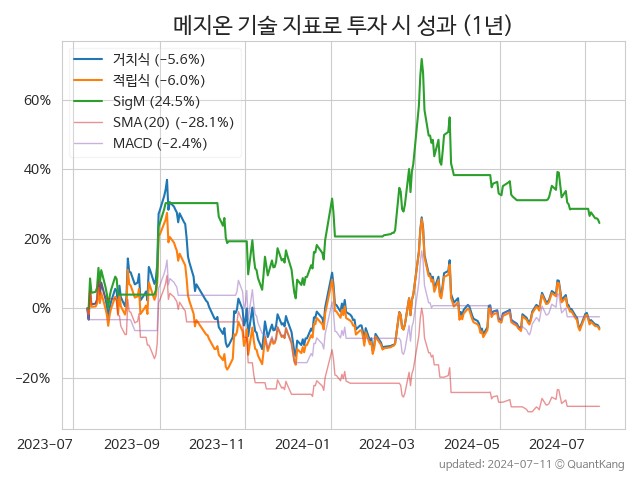 메지온 기술 지표로 투자 시 성과 (1년)
거치식 (−5.6%)
적립식 (−6.0%)
SigM (24.5%)
SMA(20) (−28.1%)
MACD (−2.4%)
60%
40%
20%
0%
−20%
2023-07 2023-09 2023-11 2024-01 2024-03 2024-05 2024-07
updated: 2024-07-11 © QuantKang